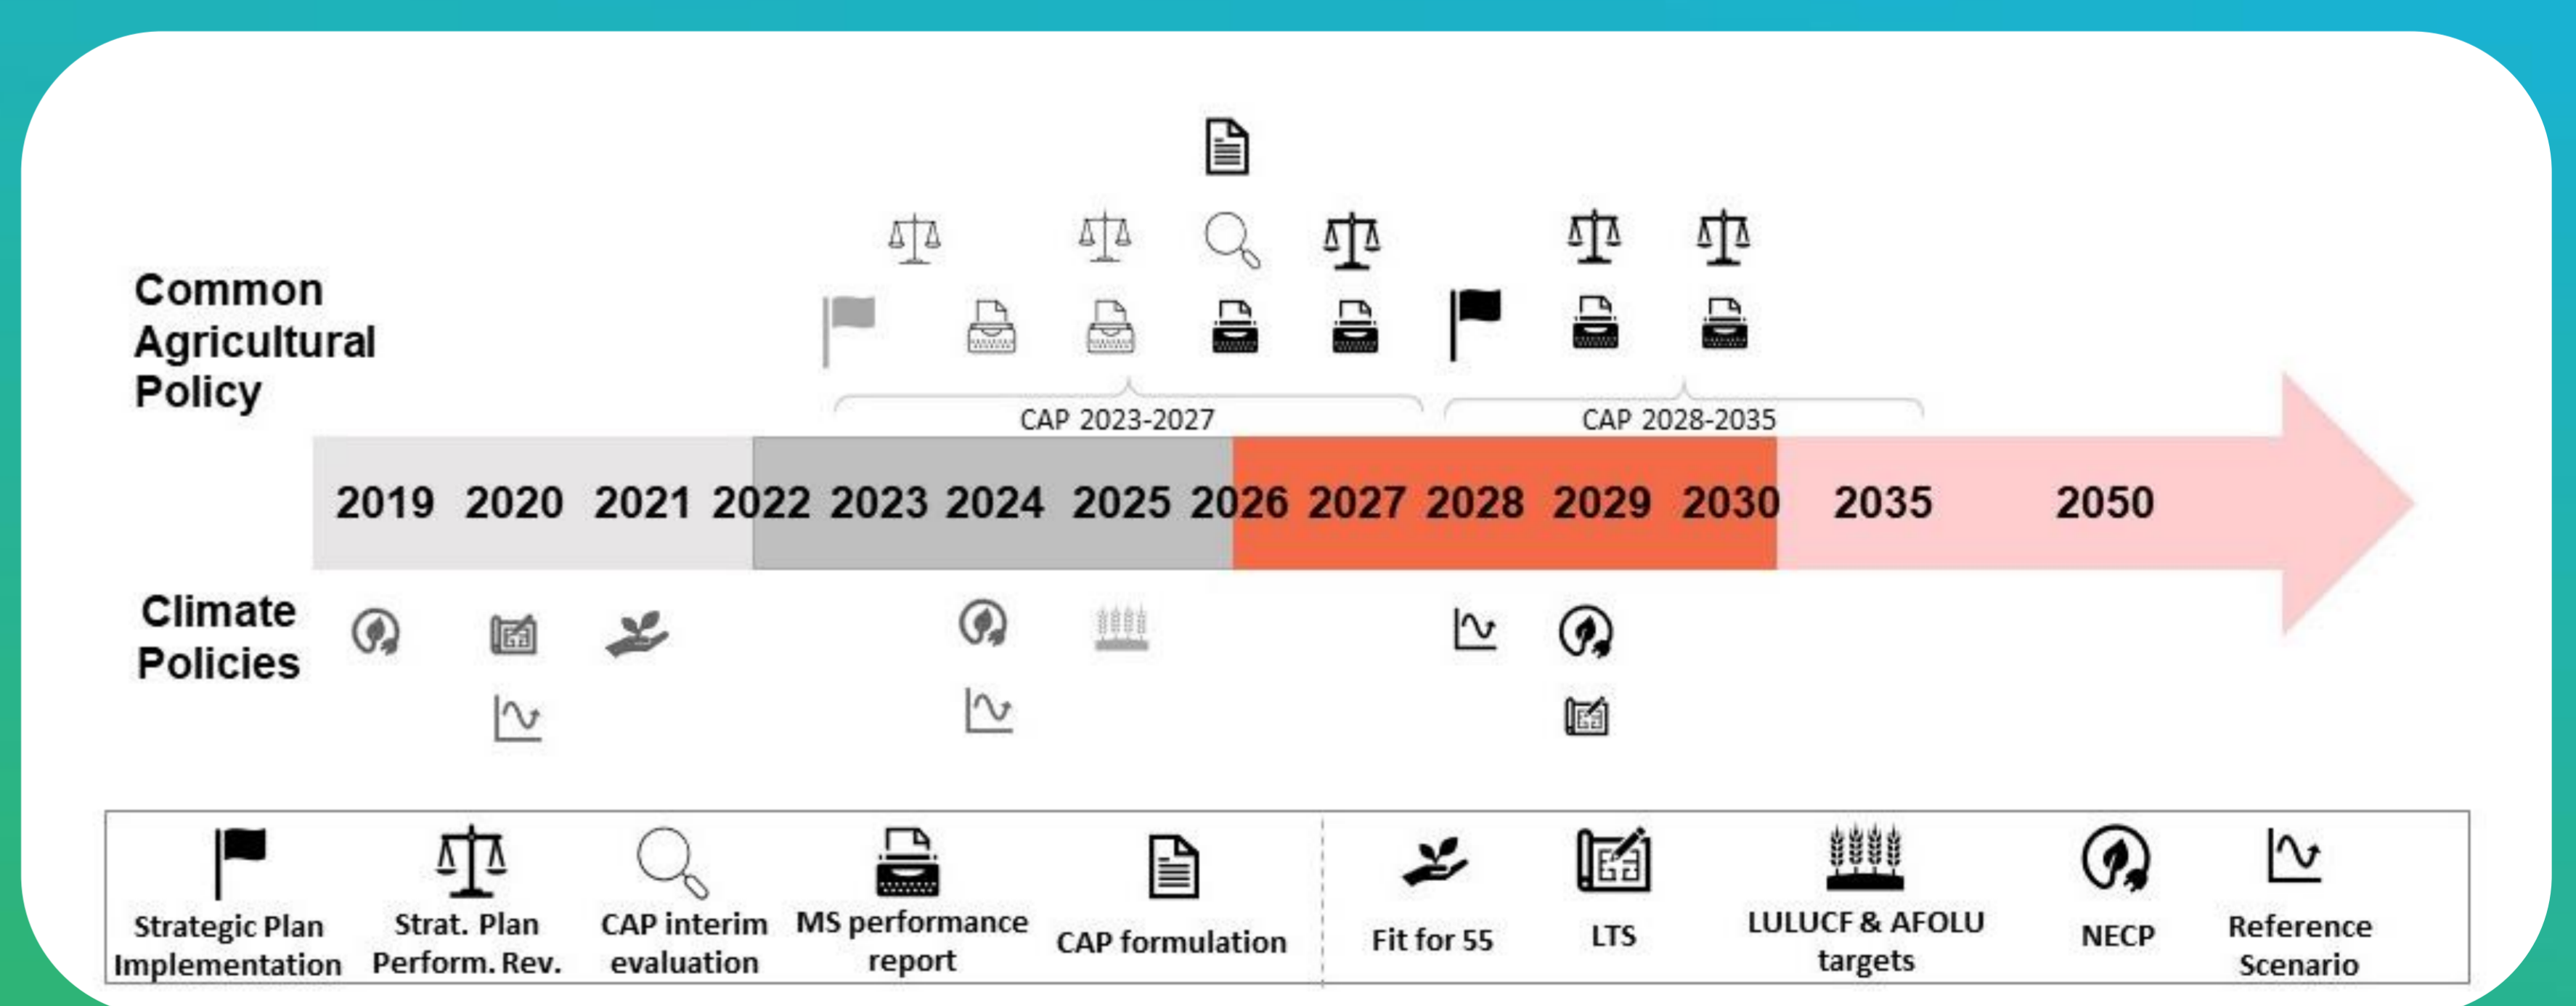 Common
Agricultural
Policy
CAP 2023-2027
CAP 2028-2035
2019 2020 2021 2022 2023 2024 2025 2026 2027 2028 2029 2030 2035 2050
Climate
Policies
Strategic Plan
Implementation
Strat. Plan
Perform. Rev.
CAP interim
evaluation
MS performance
report
CAP formulation
Fit for 55
LTS
LULUCF & AFOLU
targets
NECP
Reference
Scenario